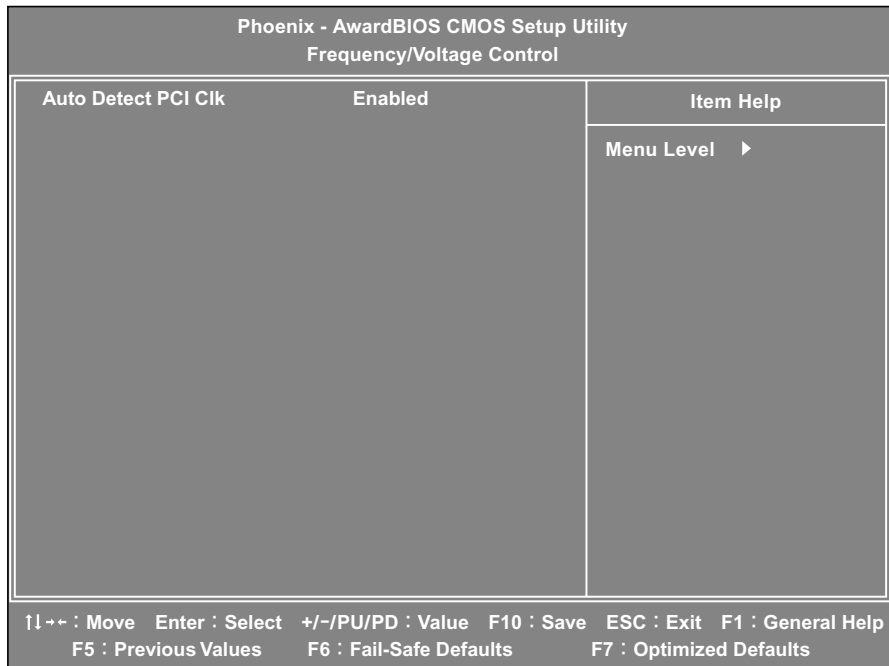 Phoenix - AwardBIOS CMOS Setup Utility
Frequency/Voltage Control
Auto Detect PCI Clk Enabled
Item Help
Menu Level ▶
↑↓→← : Move Enter : Select +/-/PU/PD : Value F10 : Save ESC : Exit F1 : General Help
F5 : Previous Values F6 : Fail-Safe Defaults F7 : Optimized Defaults